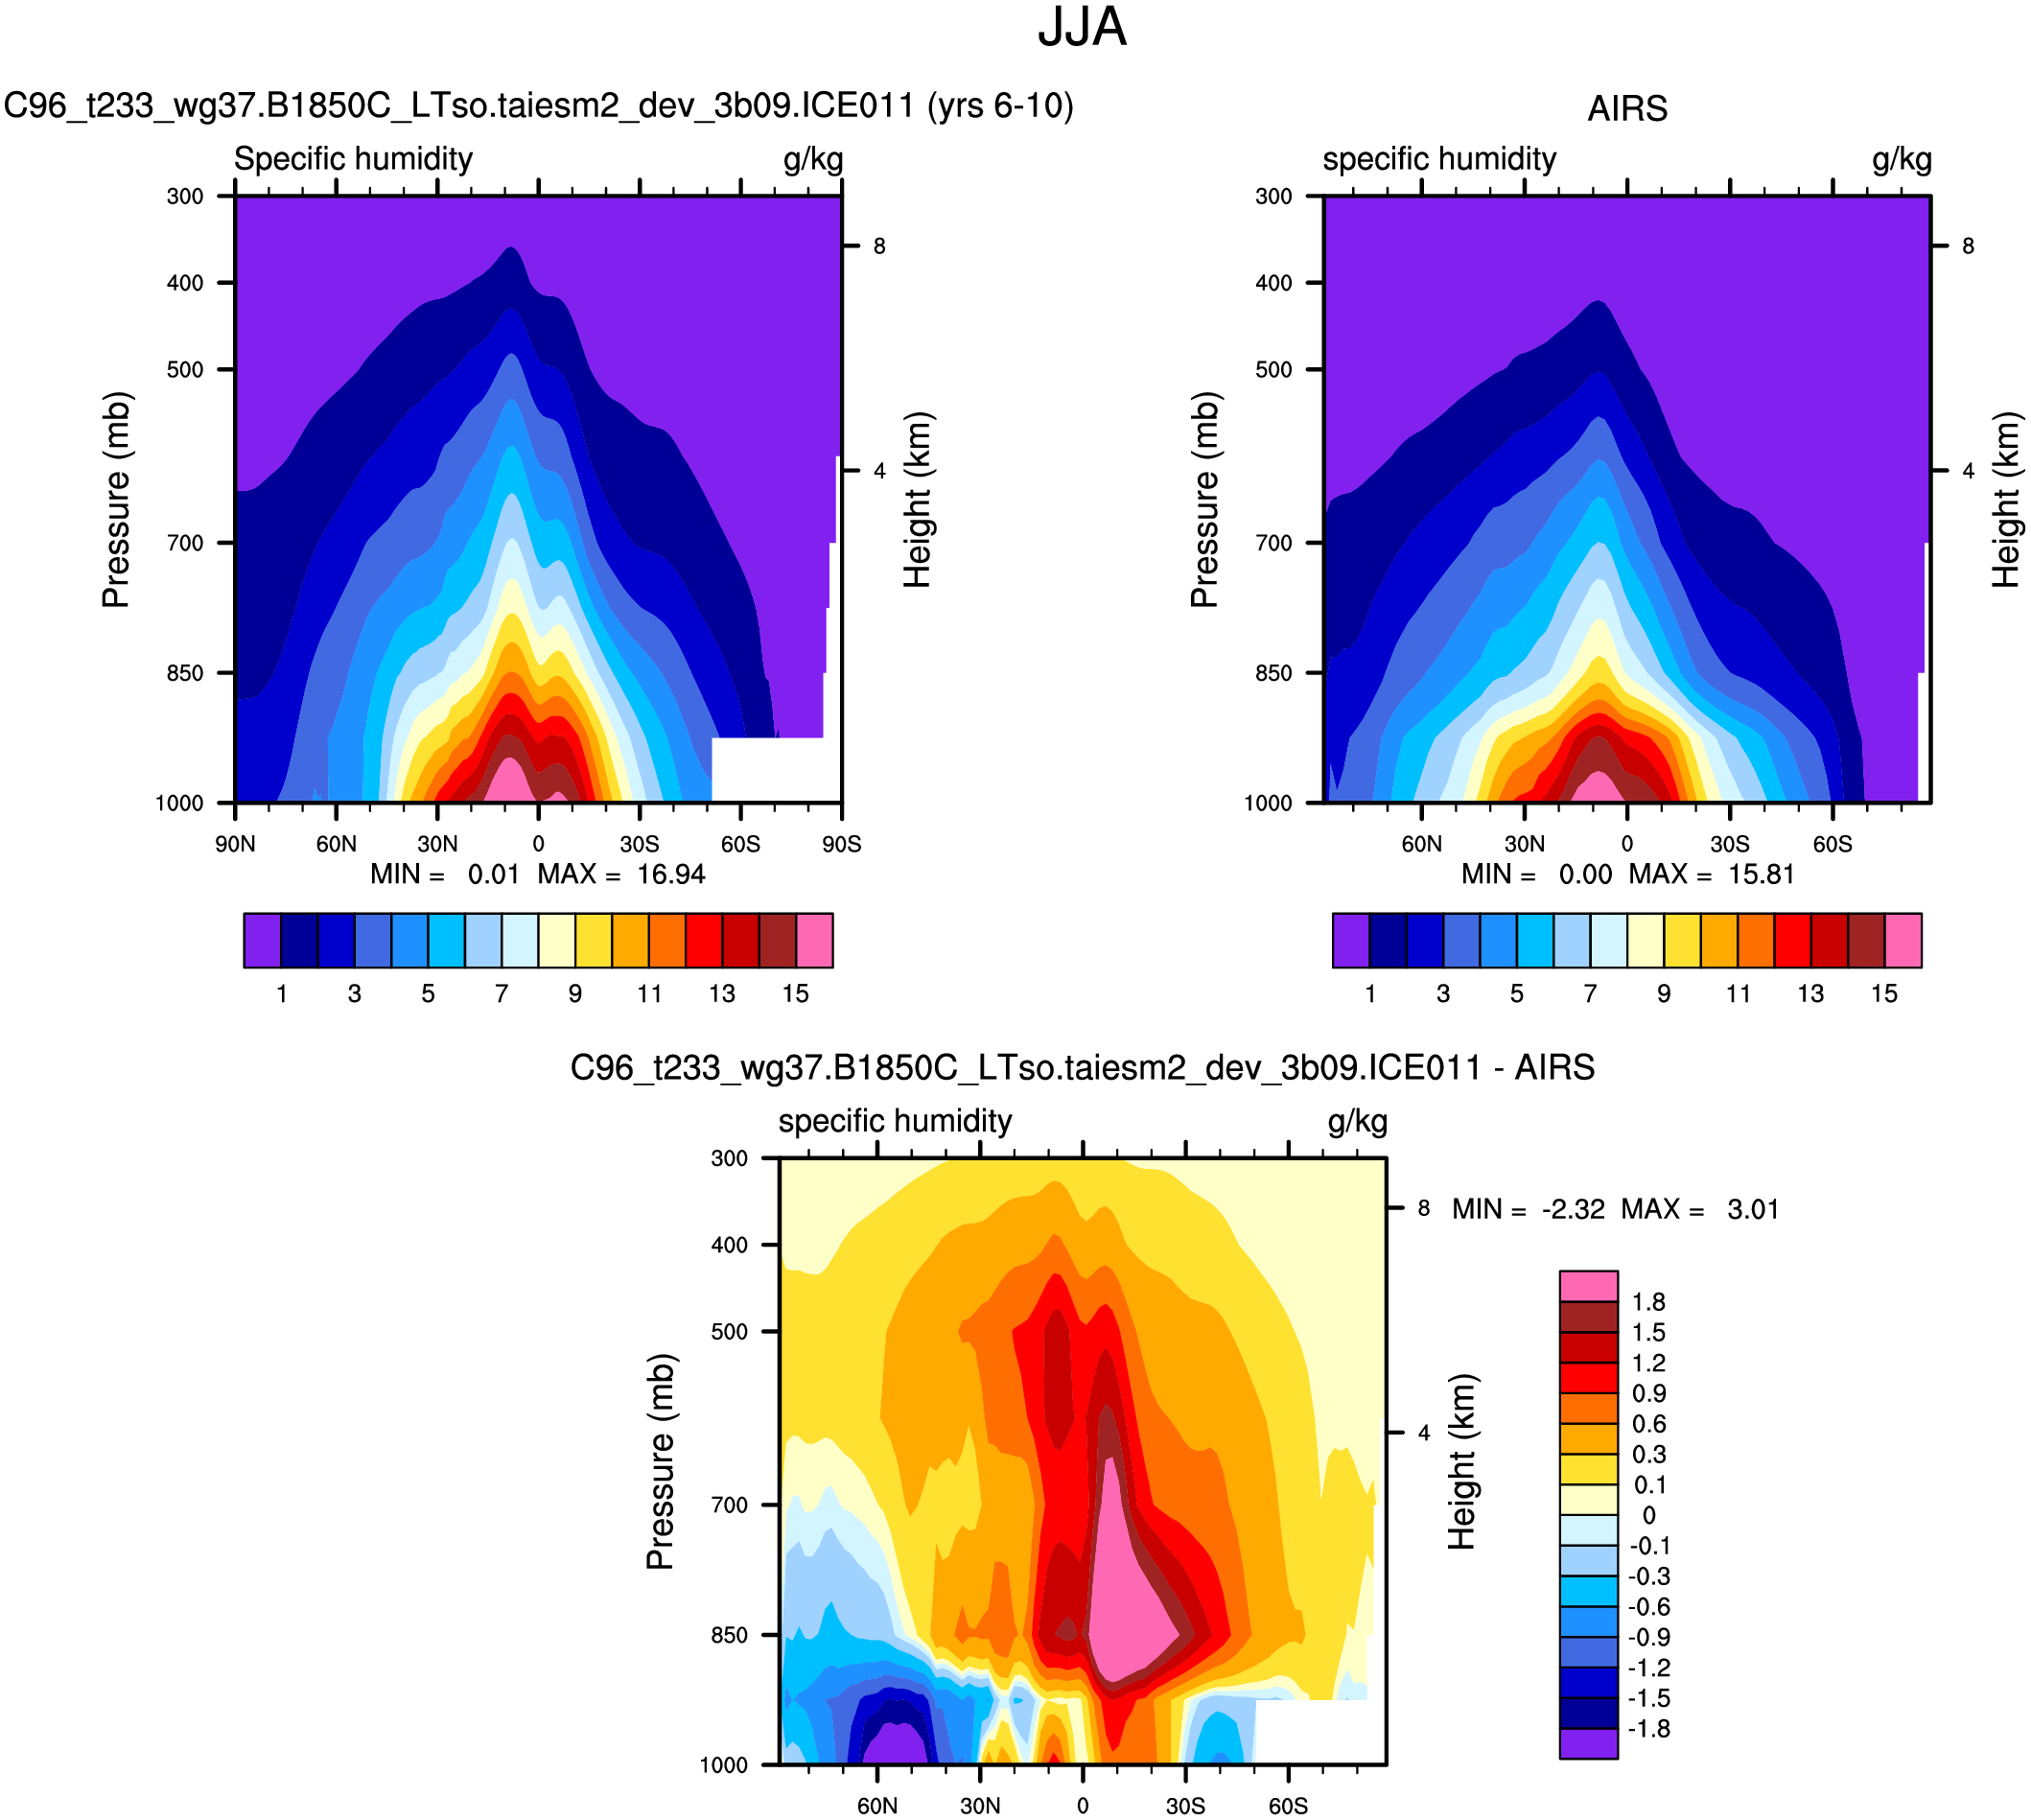 JJA
C96_t233_wg37.B1850C_LTso.taiesm2_dev_3b09.ICE011 (yrs 6-10)
Specific humidity g/kg
300
400
500
700
850
1000
Pressure (mb)
8
4
Height (km)
90N 60N 30N 0 30S 60S 90S
MIN = 0.01 MAX = 16.94
1 3 5 7 9 11 13 15
AIRS
specific humidity g/kg
300
400
500
700
850
1000
Pressure (mb)
8
4
Height (km)
60N 30N 0 30S 60S
MIN = 0.00 MAX = 15.81
1 3 5 7 9 11 13 15
C96_t233_wg37.B1850C_LTso.taiesm2_dev_3b09.ICE011 - AIRS
specific humidity g/kg
300
400
500
700
850
1000
Pressure (mb)
8
4
Height (km)
60N 30N 0 30S 60S
MIN = -2.32 MAX = 3.01
1.8
1.5
1.2
0.9
0.6
0.3
0.1
0
-0.1
-0.3
-0.6
-0.9
-1.2
-1.5
-1.8